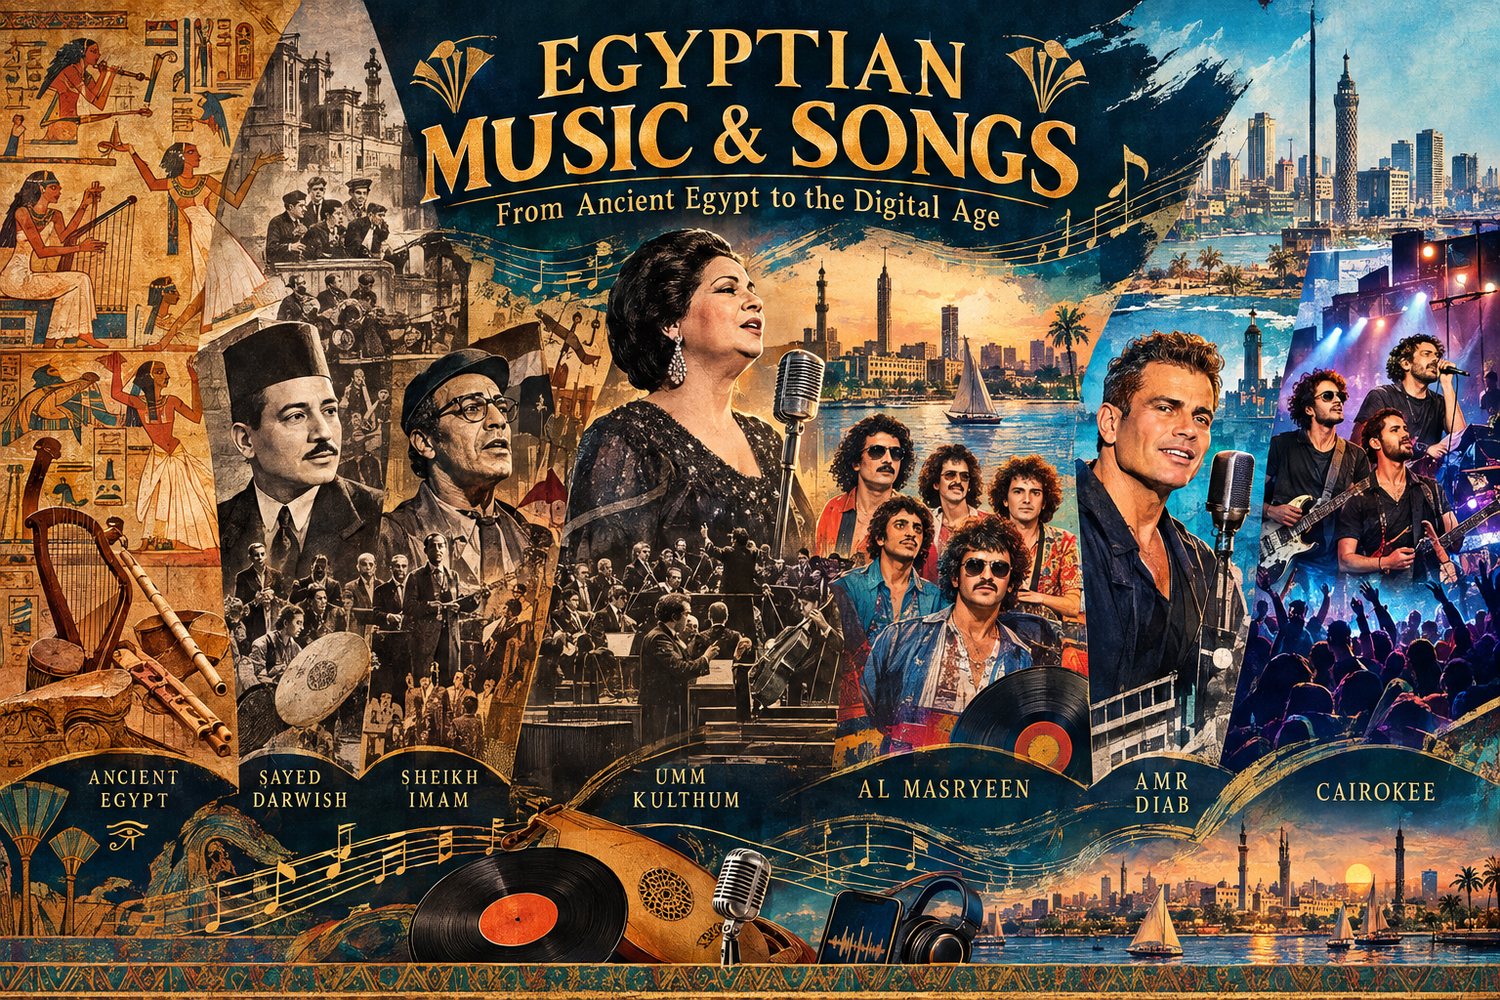 EGYPTIAN
MUSIC & SONGS
From Ancient Egypt to the Digital Age
ANCIENT
EGYPT
SAYED
DARWISH
SHEIKH
IMAM
UMM
KULTHUM
AL MASRYEEN
AMR
DIAB
CAIROKEE